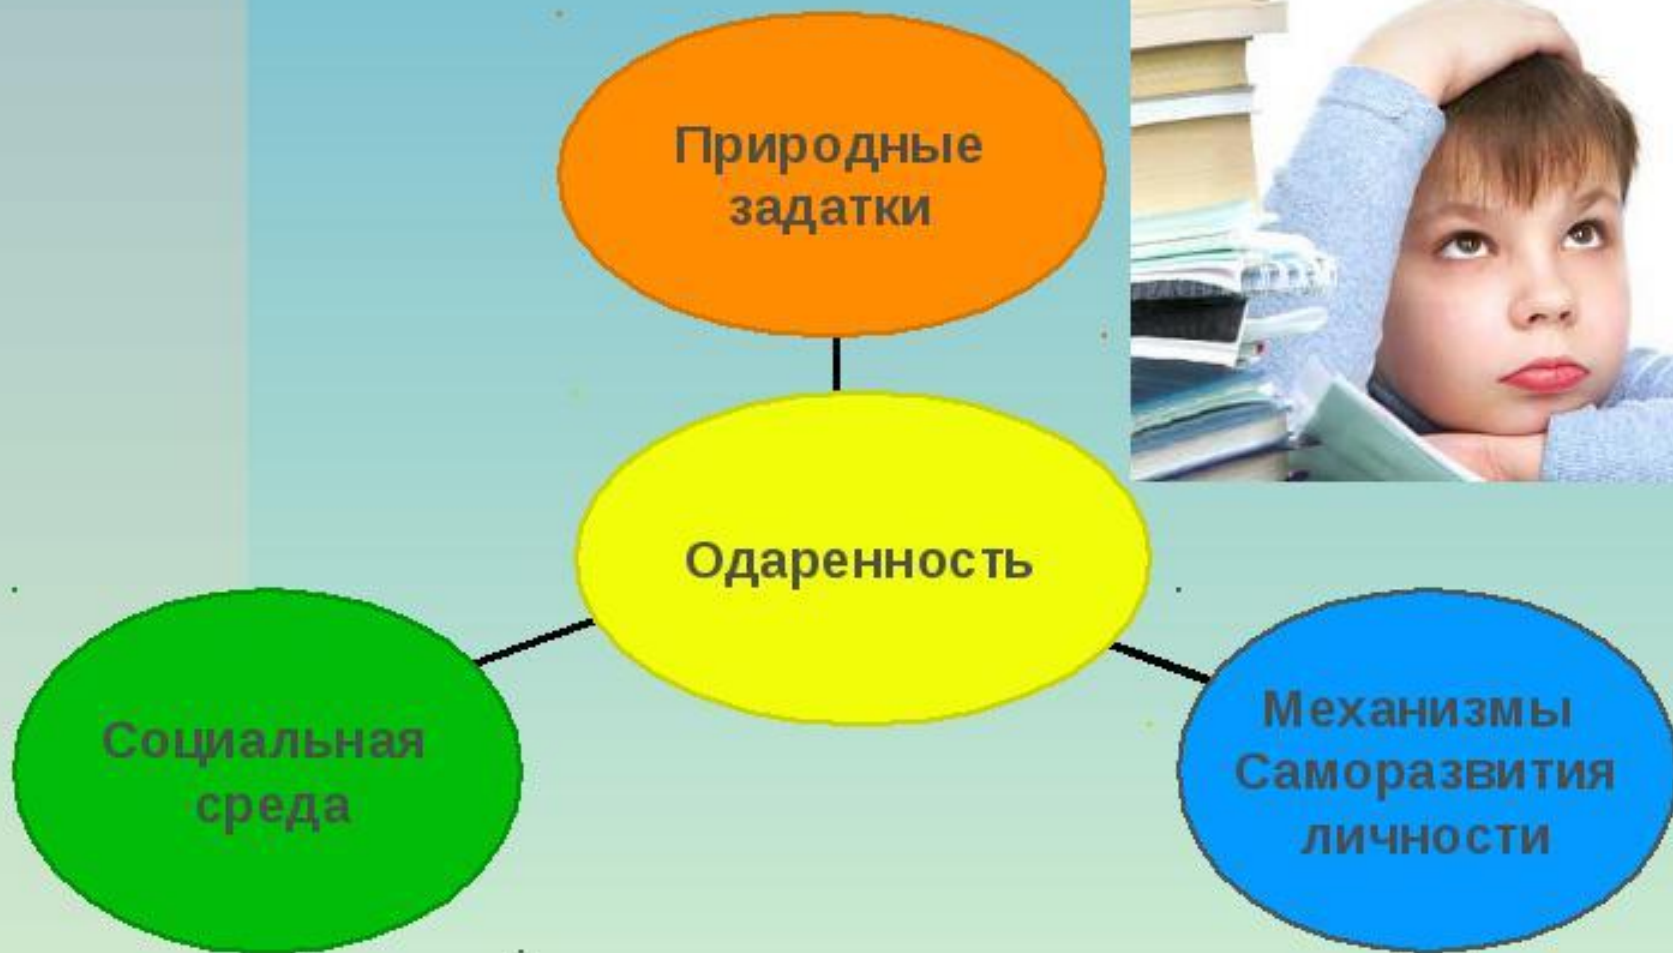 Природные
задатки
Одаренность
Социальная
среда
Механизмы
Саморазвития
личности